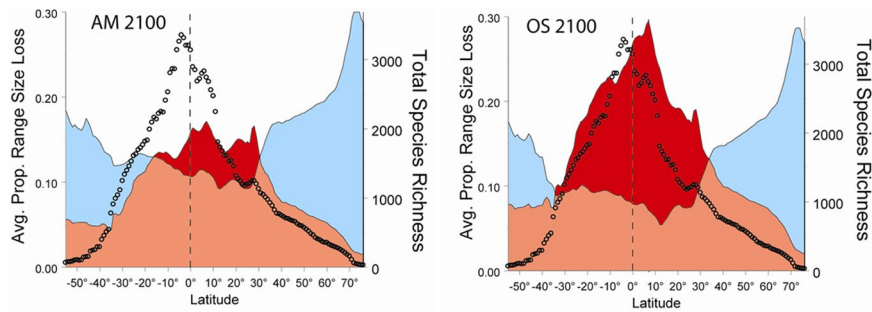 AM 2100
Avg. Prop. Range Size Loss
0.30
0.20
0.10
0.00
-50° -40° -30° -20° -10° 0° 10° 20° 30° 40° 50° 60° 70°
Latitude
3000
2000
1000
0
Total Species Richness
OS 2100
Avg. Prop. Range Size Loss
0.30
0.20
0.10
0.00
-50° -40° -30° -20° -10° 0° 10° 20° 30° 40° 50° 60° 70°
Latitude
3000
2000
1000
0
Total Species Richness